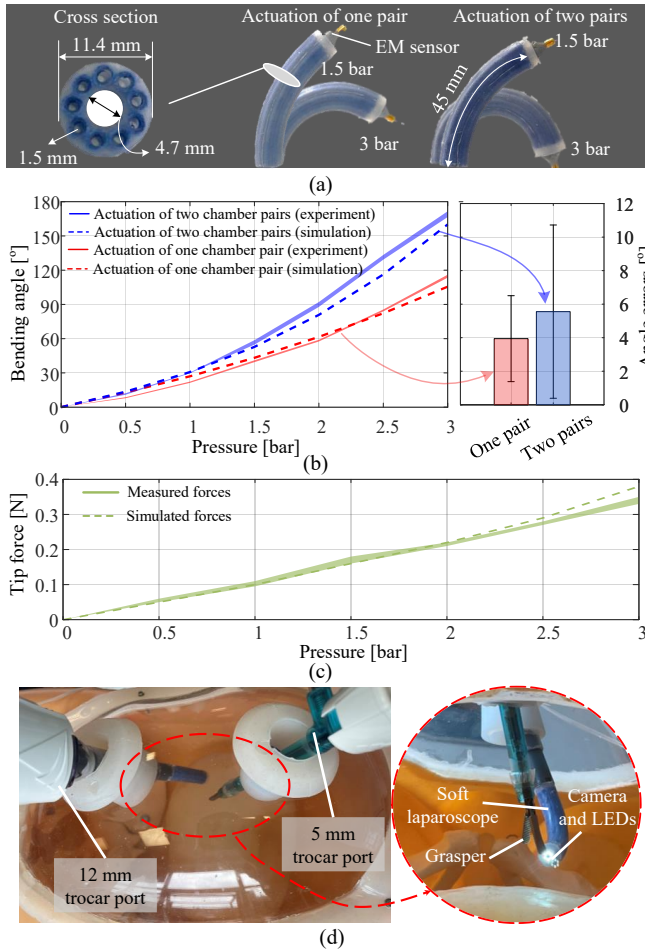 Cross section
11.4 mm
1.5 mm
4.7 mm
Actuation of one pair
EM sensor
1.5 bar
3 bar
Actuation of two pairs
1.5 bar
45 mm
3 bar
(a)
Bending angle [°]
180
150
120
90
60
30
0
Actuation of two chamber pairs (experiment)
Actuation of two chamber pairs (simulation)
Actuation of one chamber pair (experiment)
Actuation of one chamber pair (simulation)
0 0.5 1 1.5 2 2.5 3
Pressure [bar]
12
10
8
6
4
2
0
One pair
Two pairs
(b)
Tip force [N]
0.4
0.3
0.2
0.1
0
Measured forces
Simulated forces
0 0.5 1 1.5 2 2.5 3
Pressure [bar]
(c)
12 mm
trocar port
5 mm
trocar port
Soft
laparoscope
Grasper
Camera
and LEDs
(d)